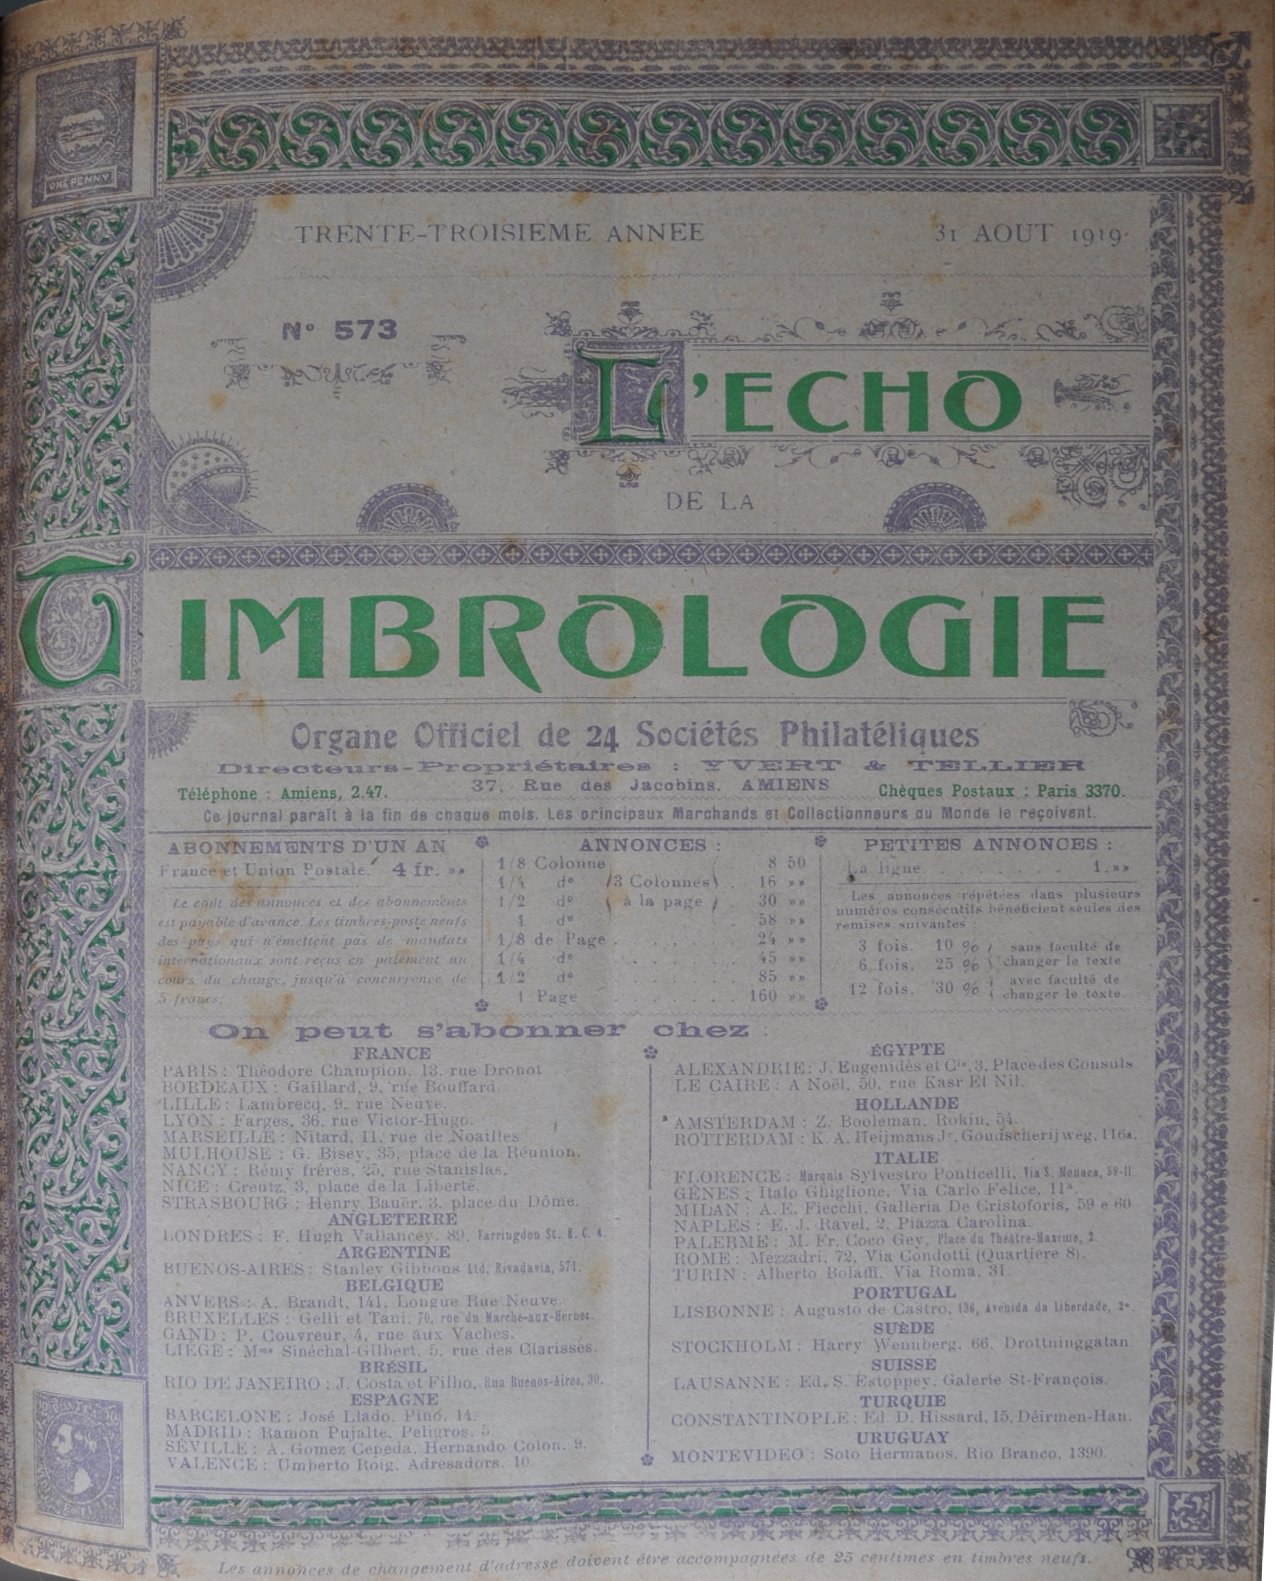 UNE PENNY
TRENTE-TROISIEME ANNEE
31 AOUT 1919
N° 573
L'ECHO
DE LA
TIMBROLOGIE
Organe Officiel de 24 Sociétés Philatéliques
Directeurs-Propriétaires : YVERT & TELLIER
Téléphone : Amiens, 2.47.
37, Rue des Jacobins, AMIENS
Chèques Postaux : Paris 3370.
Ce journal paraît à la fin de chaque mois. Les principaux Marchands et Collectionneurs du Monde le reçoivent.
ABONNEMENTS D'UN AN
France et Union Postale. 4 fr. »»
Le coût des annonces et des abonnements
est payable d'avance. Les timbres-poste neufs
des pays qui n'émettent pas de mandats
internationaux sont reçus en paiement au
cours du change, jusqu'à concurrence de
5 francs.
ANNONCES :
1/8 Colonne 8 50
1/4 d° (3 Colonnes) 16 »»
1/2 d° ( à la page ) 30 »»
1 d° 58 »»
1/8 de Page 24 »»
1/4 d° 45 »»
1/2 d° 85 »»
1 Page 160 »»
PETITES ANNONCES :
La ligne 1.»»
Les annonces répétées dans plusieurs
numéros consécutifs bénéficient seules des
remises suivantes :
3 fois. 10 % } sans faculté de
6 fois. 25 % } changer le texte.
12 fois. 30 % } avec faculté de
changer le texte.
On peut s'abonner chez :
FRANCE
PARIS : Théodore Champion, 13, rue Drouot
BORDEAUX : Gaillard, 9, rue Bouffard.
LILLE : Lambrecq, 9, rue Neuve.
LYON : Farges, 36, rue Victor-Hugo.
MARSEILLE : Nitard, 11, rue de Noailles
MULHOUSE : G. Bisey, 35, place de la Réunion.
NANCY : Rémy frères, 25, rue Stanislas.
NICE : Creutz, 3, place de la Liberté.
STRASBOURG : Henry Bauër, 3, place du Dôme.
ANGLETERRE
LONDRES : F. Hugh Vallancey, 89, Farringdon St. E. C. 4
ARGENTINE
BUENOS-AIRES : Stanley Gibbons Ltd, Rivadavia, 571.
BELGIQUE
ANVERS : A. Brandt, 141, Longue Rue Neuve.
BRUXELLES : Gelli et Tani, 76, rue du Marché-aux-Herbes.
GAND : P. Couvreur, 4, rue aux Vaches.
LIÉGE : Mme Sinéchal-Gilbert, 5, rue des Clarisses.
BRÉSIL
RIO DE JANEIRO : J. Costa et Filho, Rua Buenos-Aires, 30.
ESPAGNE
BARCELONE : José Llado, Pino, 14.
MADRID : Ramon Pujalte, Peligros, 5
SÉVILLE : A. Gomez Cepeda, Hernando Colon, 9.
VALENCE : Umberto Roig, Adresadors, 10.
ÉGYPTE
ALEXANDRIE : J. Eugenidès et Cie, 3, Place des Consuls
LE CAIRE : A Noël, 50, rue Kasr El Nil.
HOLLANDE
AMSTERDAM : Z. Booleman, Rokin, 54.
ROTTERDAM : K. A. Heijmans Jr, Goudscherijweg, 116a.
ITALIE
FLORENCE : Marquis Sylvestro Ponticelli, Via S. Monaca, 39-11
GÊNES : Italo Ghiglione, Via Carlo Felice, 11a.
MILAN : A. E. Fiecchi, Galleria De Cristoforis, 59 e 60
NAPLES : E. J. Ravel, 2, Piazza Carolina.
PALERME : M. Fr. Coco Gey, Place du Théâtre-Maxime, 2.
ROME : Mezzadri, 72, Via Condotti (Quartiere 8).
TURIN : Alberto Bolaffi, Via Roma, 31.
PORTUGAL
LISBONNE : Augusto de Castro, 136, Avénida da Liberdade, 2°.
SUÈDE
STOCKHOLM : Harry Wennberg, 66, Drottninggatan
SUISSE
LAUSANNE : Ed. S. Estoppey, Galerie St-François.
TURQUIE
CONSTANTINOPLE : Ed. D. Hissard, 15, Déirmen-Han.
URUGUAY
MONTEVIDEO : Soto Hermanos, Rio Branco, 1390.
Les annonces de changement d'adresse doivent être accompagnées de 25 centimes en timbres neufs.